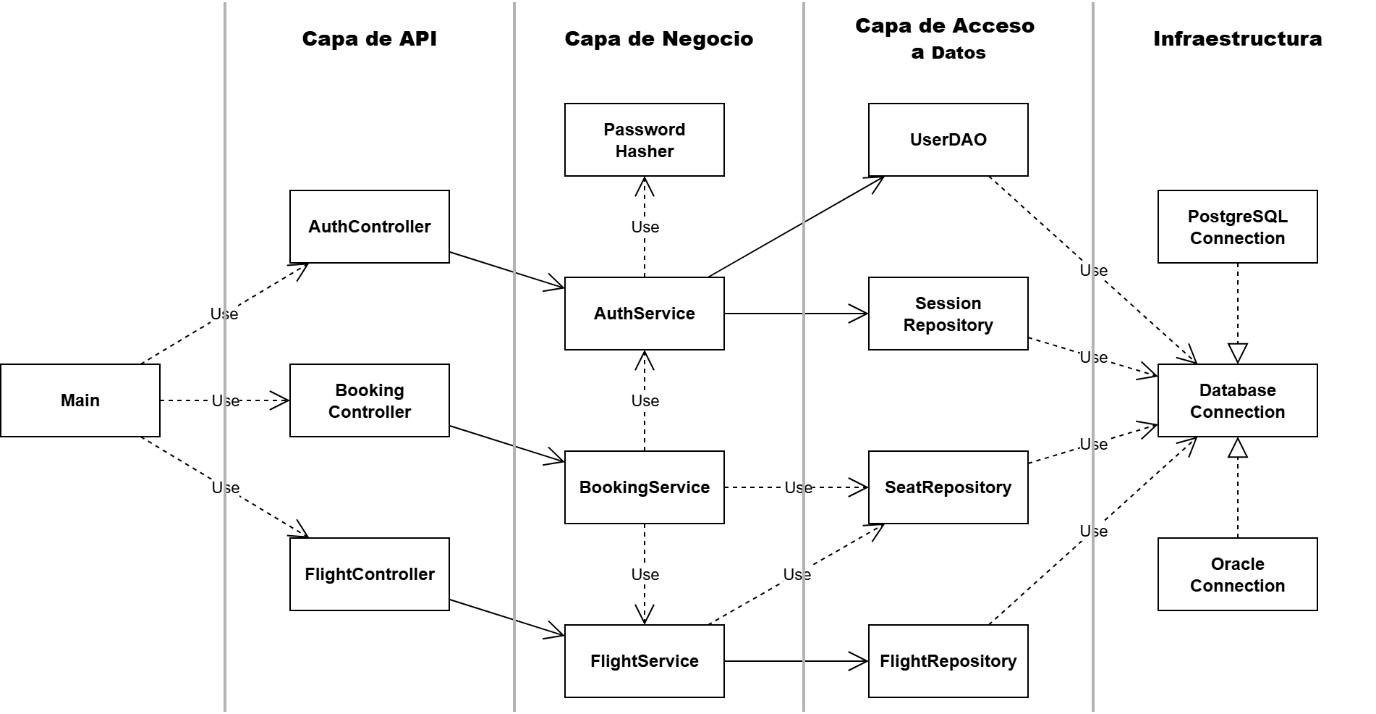 Capa de API
Capa de Negocio
Capa de Acceso
a Datos
Infraestructura
Password
Hasher
UserDAO
AuthController
Use
PostgreSQL
Connection
Use
Use
AuthService
Session
Repository
Use
Main
Use
Booking
Controller
Use
Database
Connection
Use
Use
BookingService
Use
SeatRepository
Use
FlightController
Use
Use
Oracle
Connection
FlightService
FlightRepository